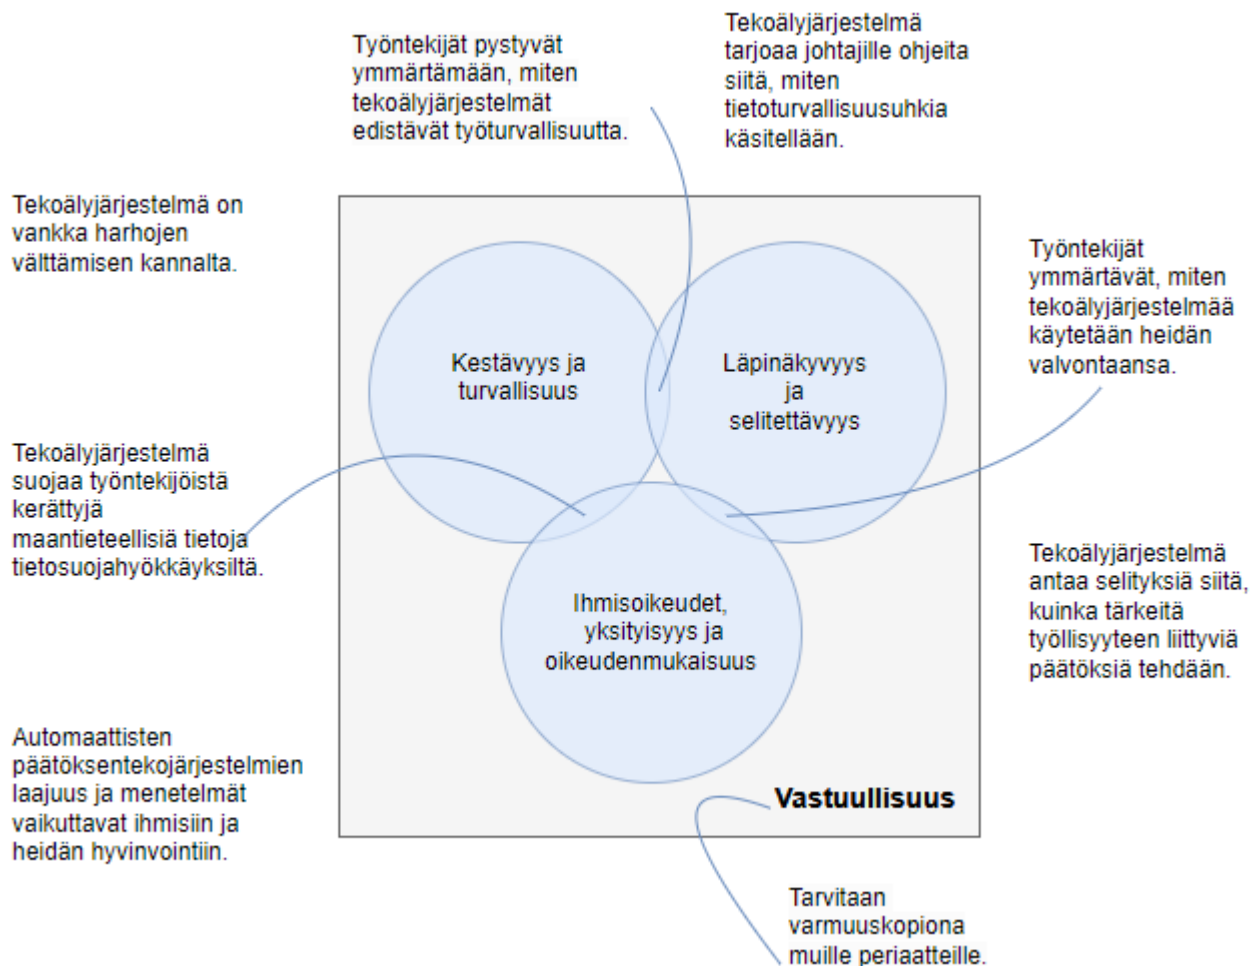 Työntekijät pystyvät
ymmärtämään, miten
tekoälyjärjestelmät
edistävät työturvallisuutta.
Tekoälyjärjestelmä
tarjoaa johtajille ohjeita
siitä, miten
tietoturvallisuusuhkia
käsitellään.
Tekoälyjärjestelmä on
vankka harhojen
välttämisen kannalta.
Työntekijät
ymmärtävät, miten
tekoälyjärjestelmää
käytetään heidän
valvontaansa.
Kestävyys ja
turvallisuus
Läpinäkyvyys
ja
selitettävyys
Tekoälyjärjestelmä
suojaa työntekijöistä
kerättyjä
maantieteellisiä tietoja
tietosuojahyökkäyksiltä.
Ihmisoikeudet,
yksityisyys ja
oikeudenmukaisuus
Tekoälyjärjestelmä
antaa selityksiä siitä,
kuinka tärkeitä
työllisyyteen liittyviä
päätöksiä tehdään.
Automaattisten
päätöksentekojärjestelmien
laajuus ja menetelmät
vaikuttavat ihmisiin ja
heidän hyvinvointiin.
Vastuullisuus
Tarvitaan
varmuuskopiona
muille periaatteille.